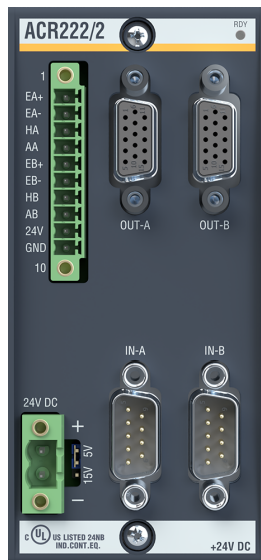 ACR222/2
RDY
1
EA+
EA-
HA
AA
EB+
EB-
HB
AB
24V
GND
10
OUT-A
OUT-B
IN-A
IN-B
24V DC
+
5V
15V
–
C UL US LISTED 24NB
IND.CONT.EQ.
+24V DC